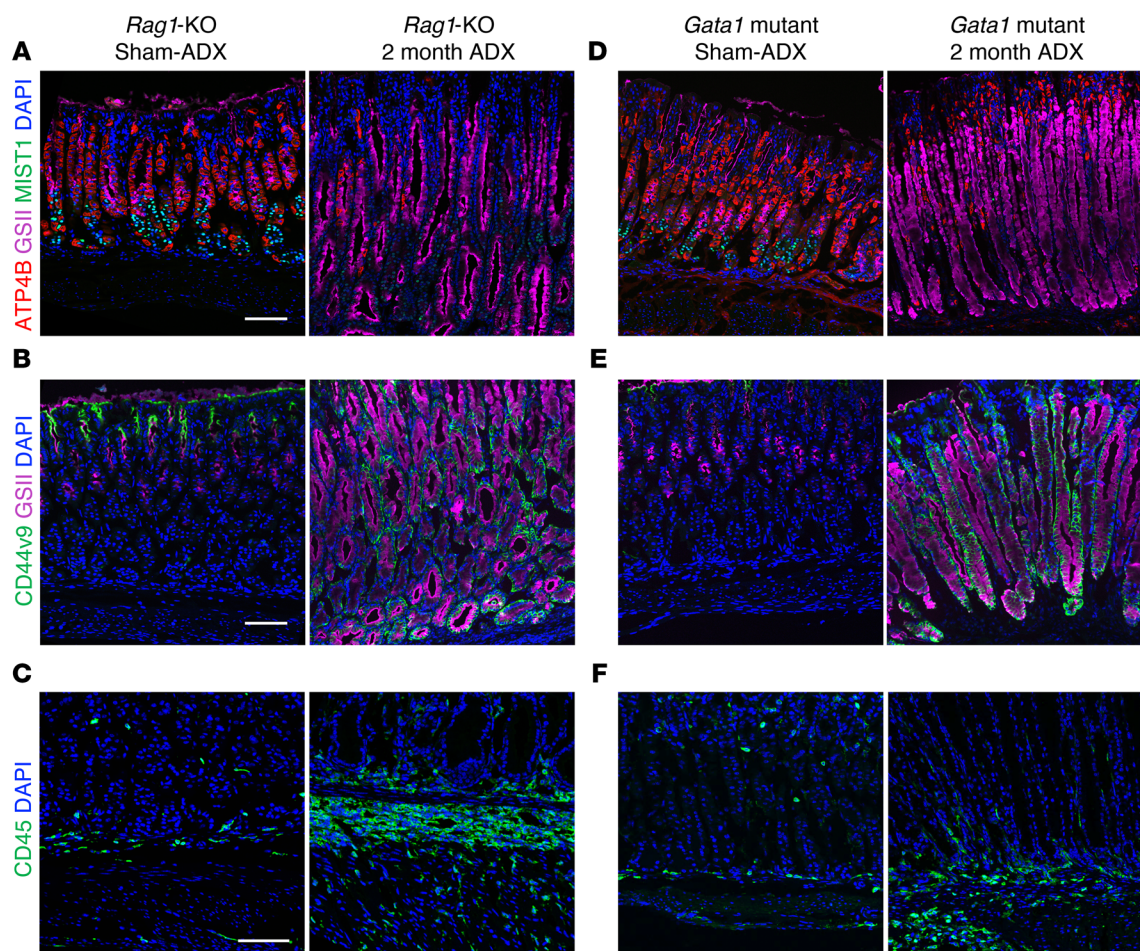 A
Rag1-KO
Sham-ADX
Rag1-KO
2 month ADX
D
Gata1 mutant
Sham-ADX
Gata1 mutant
2 month ADX
ATP4B GSII MIST1 DAPI
B
E
CD44v9 GSII DAPI
C
F
CD45 DAPI